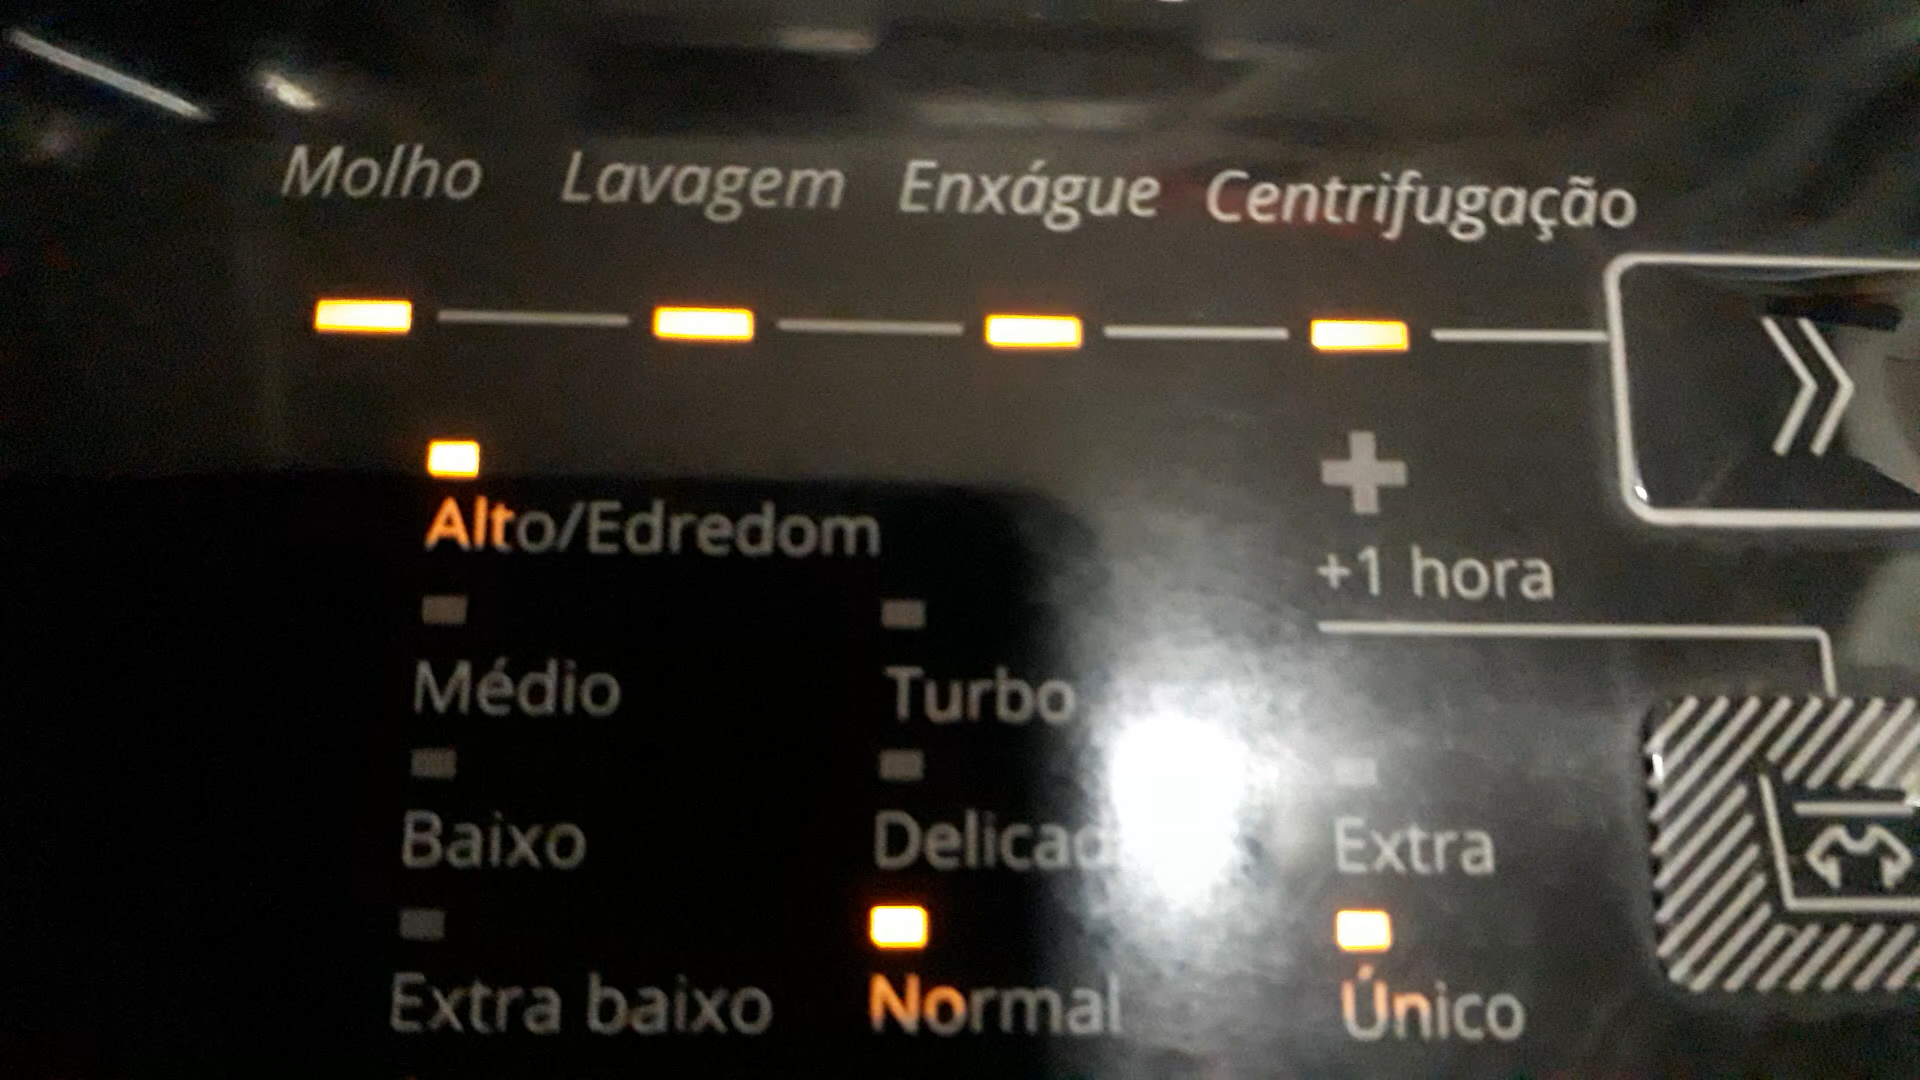 Molho Lavagem Enxágue Centrifugação
Alto/Edredom
+1 hora
Médio Turbo
Baixo Extra
Extra baixo Normal Único